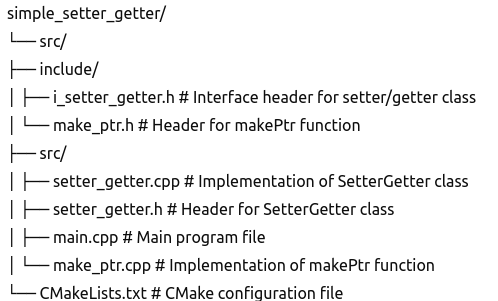 simple_setter_getter/
└── src/
├── include/
│ ├── i_setter_getter.h # Interface header for setter/getter class
│ └── make_ptr.h # Header for makePtr function
├── src/
│ ├── setter_getter.cpp # Implementation of SetterGetter class
│ ├── setter_getter.h # Header for SetterGetter class
│ ├── main.cpp # Main program file
│ └── make_ptr.cpp # Implementation of makePtr function
└── CMakeLists.txt # CMake configuration file